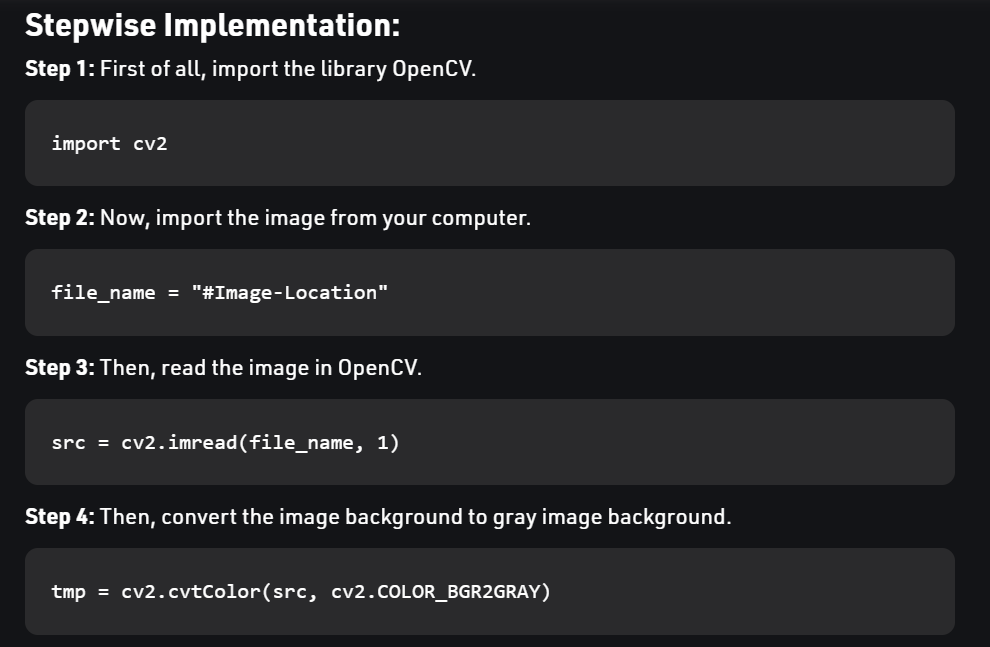 Stepwise Implementation:
Step 1: First of all, import the library OpenCV.
import cv2
Step 2: Now, import the image from your computer.
file_name = "#Image-Location"
Step 3: Then, read the image in OpenCV.
src = cv2.imread(file_name, 1)
Step 4: Then, convert the image background to gray image background.
tmp = cv2.cvtColor(src, cv2.COLOR_BGR2GRAY)